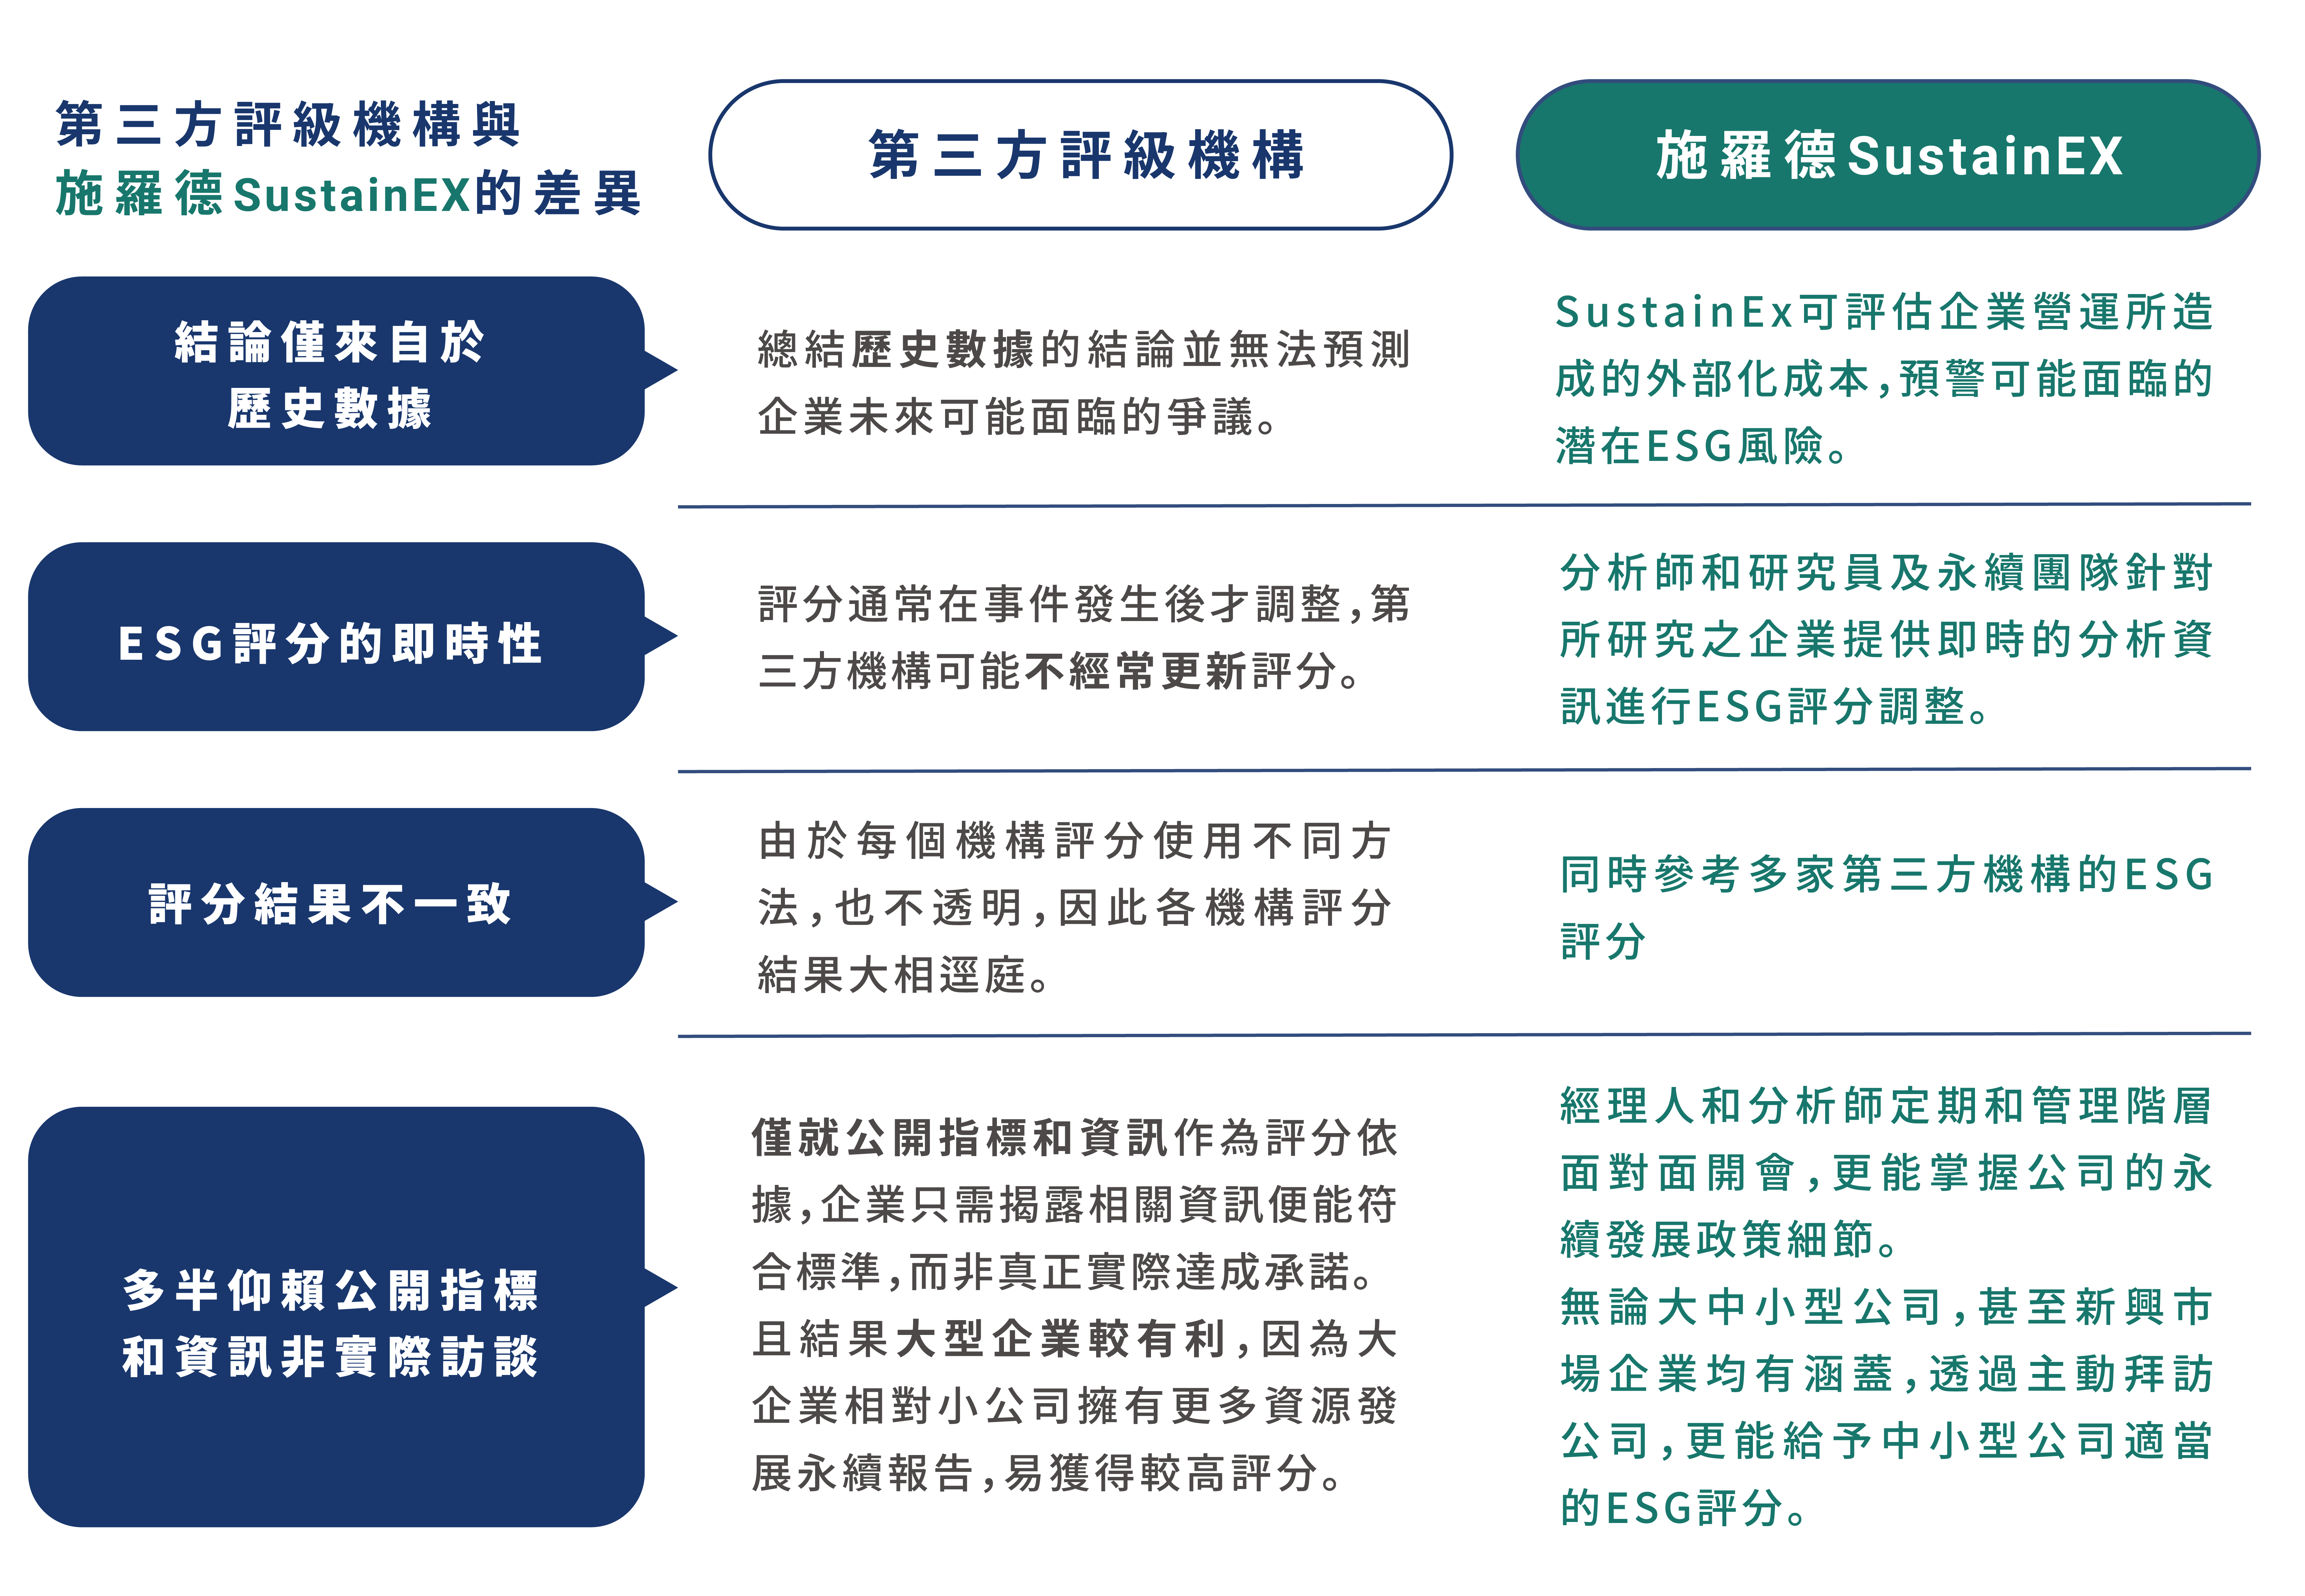 第三方評級機構與
施羅德SustainEX的差異
第三方評級機構
施羅德SustainEX
結論僅來自於
歷史數據
總結歷史數據的結論並無法預測
企業未來可能面臨的爭議。
SustainEx可評估企業營運所造
成的外部化成本，預警可能面臨的
潛在ESG風險。
ESG評分的即時性
評分通常在事件發生後才調整，第
三方機構可能不經常更新評分。
分析師和研究員及永續團隊針對
所研究之企業提供即時的分析資
訊進行ESG評分調整。
評分結果不一致
由於每個機構評分使用不同方
法，也不透明，因此各機構評分
結果大相逕庭。
同時參考多家第三方機構的ESG
評分
多半仰賴公開指標
和資訊非實際訪談
僅就公開指標和資訊作為評分依
據，企業只需揭露相關資訊便能符
合標準，而非真正實際達成承諾。
且結果大型企業較有利，因為大
企業相對小公司擁有更多資源發
展永續報告，易獲得較高評分。
經理人和分析師定期和管理階層
面對面開會，更能掌握公司的永
續發展政策細節。
無論大中小型公司，甚至新興市
場企業均有涵蓋，透過主動拜訪
公司，更能給予中小型公司適當
的ESG評分。